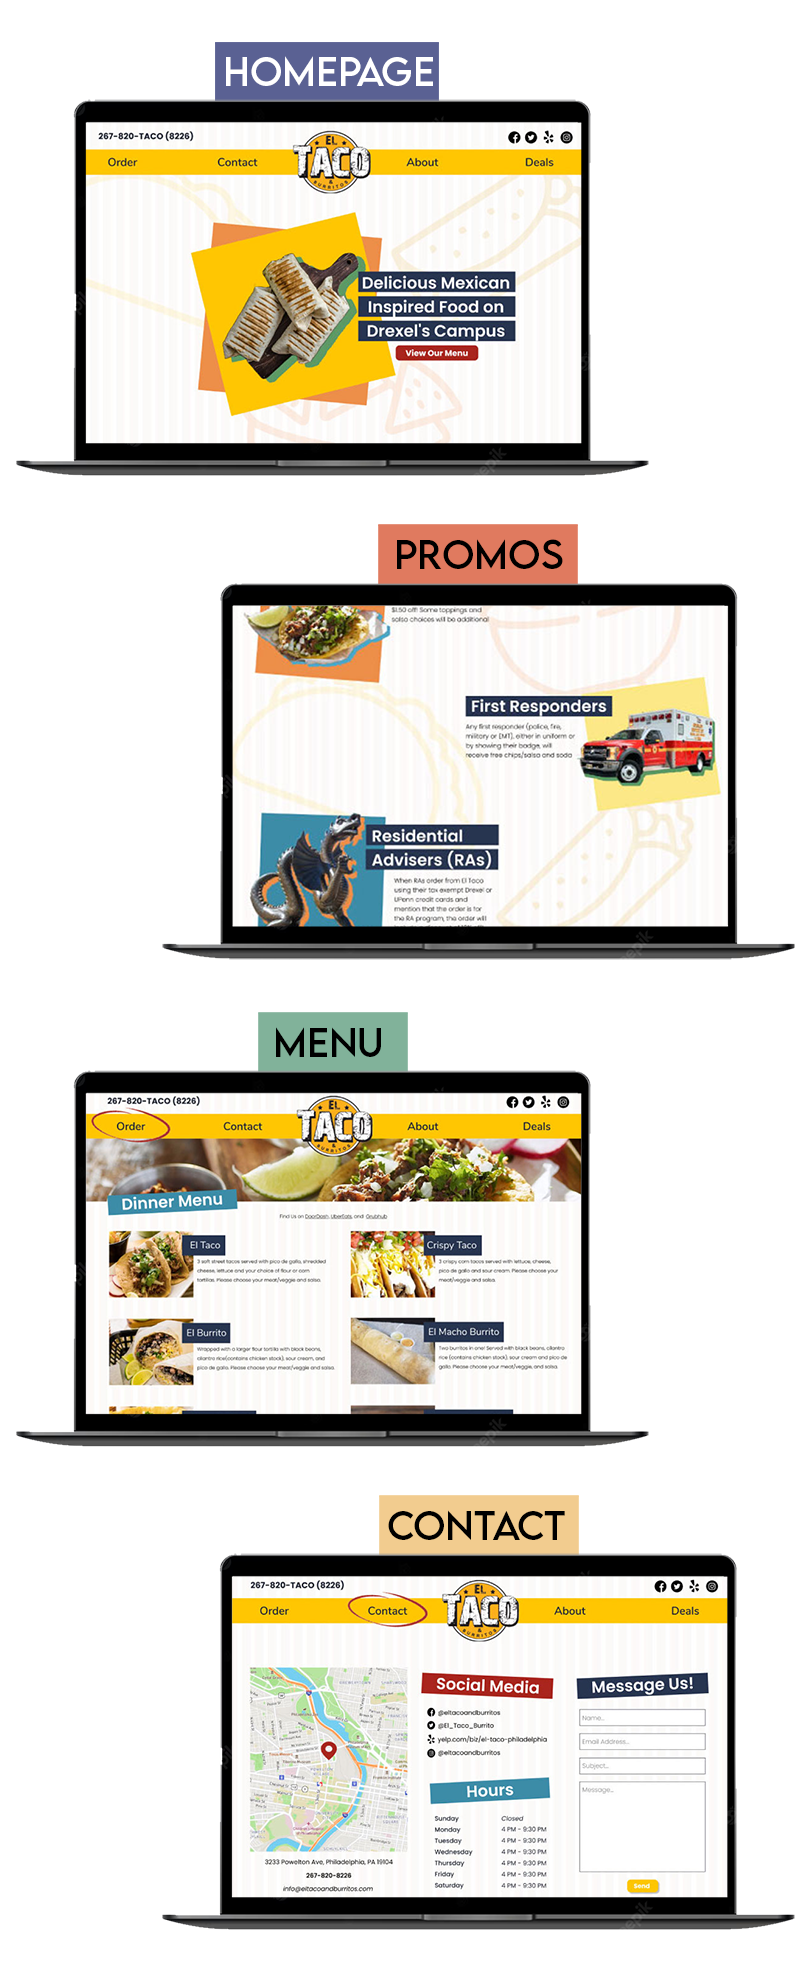 HOMEPAGE
267-820-TACO (8226)
Order
Contact
EL
TACO
&
BURRITOS
About
Deals
Delicious Mexican
Inspired Food on
Drexel's Campus
View Our Menu
PROMOS
$1.50 off! Some toppings and
salsa choices will be additional
First Responders
Any first responder (police, fire,
military or EMT), either in uniform or
by showing their badge, will
receive free chips/salsa and soda
Residential
Advisers (RAs)
When RAs order from El Taco
using their tax exempt Drexel or
UPenn credit cards and
mention that the order is for
the RA program, the order will
MENU
267-820-TACO (8226)
Order
Contact
EL
TACO
&
BURRITOS
About
Deals
Dinner Menu
Find Us on DoorDash, UberEats, and Grubhub
El Taco
3 soft street tacos served with pico de gallo, shredded
cheese, lettuce and your choice of flour or corn
tortillas. Please choose your meat/veggie and salsa.
Crispy Taco
3 crispy corn tacos served with lettuce, cheese,
pico de gallo and sour cream. Please choose your
meat/veggie and salsa.
El Burrito
Wrapped with a larger flour tortilla with black beans,
cilantro rice(contains chicken stock), sour cream, and
pico de gallo. Please choose your meat/veggie and salsa.
El Macho Burrito
Two burritos in one! Served with black beans, cilantro
rice (contains chicken stock), sour cream and pico de
gallo. Please choose your meat/veggie, and salsa.
CONTACT
267-820-TACO (8226)
Order
Contact
EL
TACO
&
BURRITOS
About
Deals
3233 Powelton Ave, Philadelphia, PA 19104
267-820-8226
info@eltacoandburritos.com
Social Media
@eltacoandburritos
@El_Taco_Burrito
yelp.com/biz/el-taco-philadelphia
@eltacoandburritos
Hours
Sunday Closed
Monday 4 PM - 9:30 PM
Tuesday 4 PM - 9:30 PM
Wednesday 4 PM - 9:30 PM
Thursday 4 PM - 9:30 PM
Friday 4 PM - 9:30 PM
Saturday 4 PM - 9:30 PM
Message Us!
Name...
Email Address...
Subject...
Message...
Send